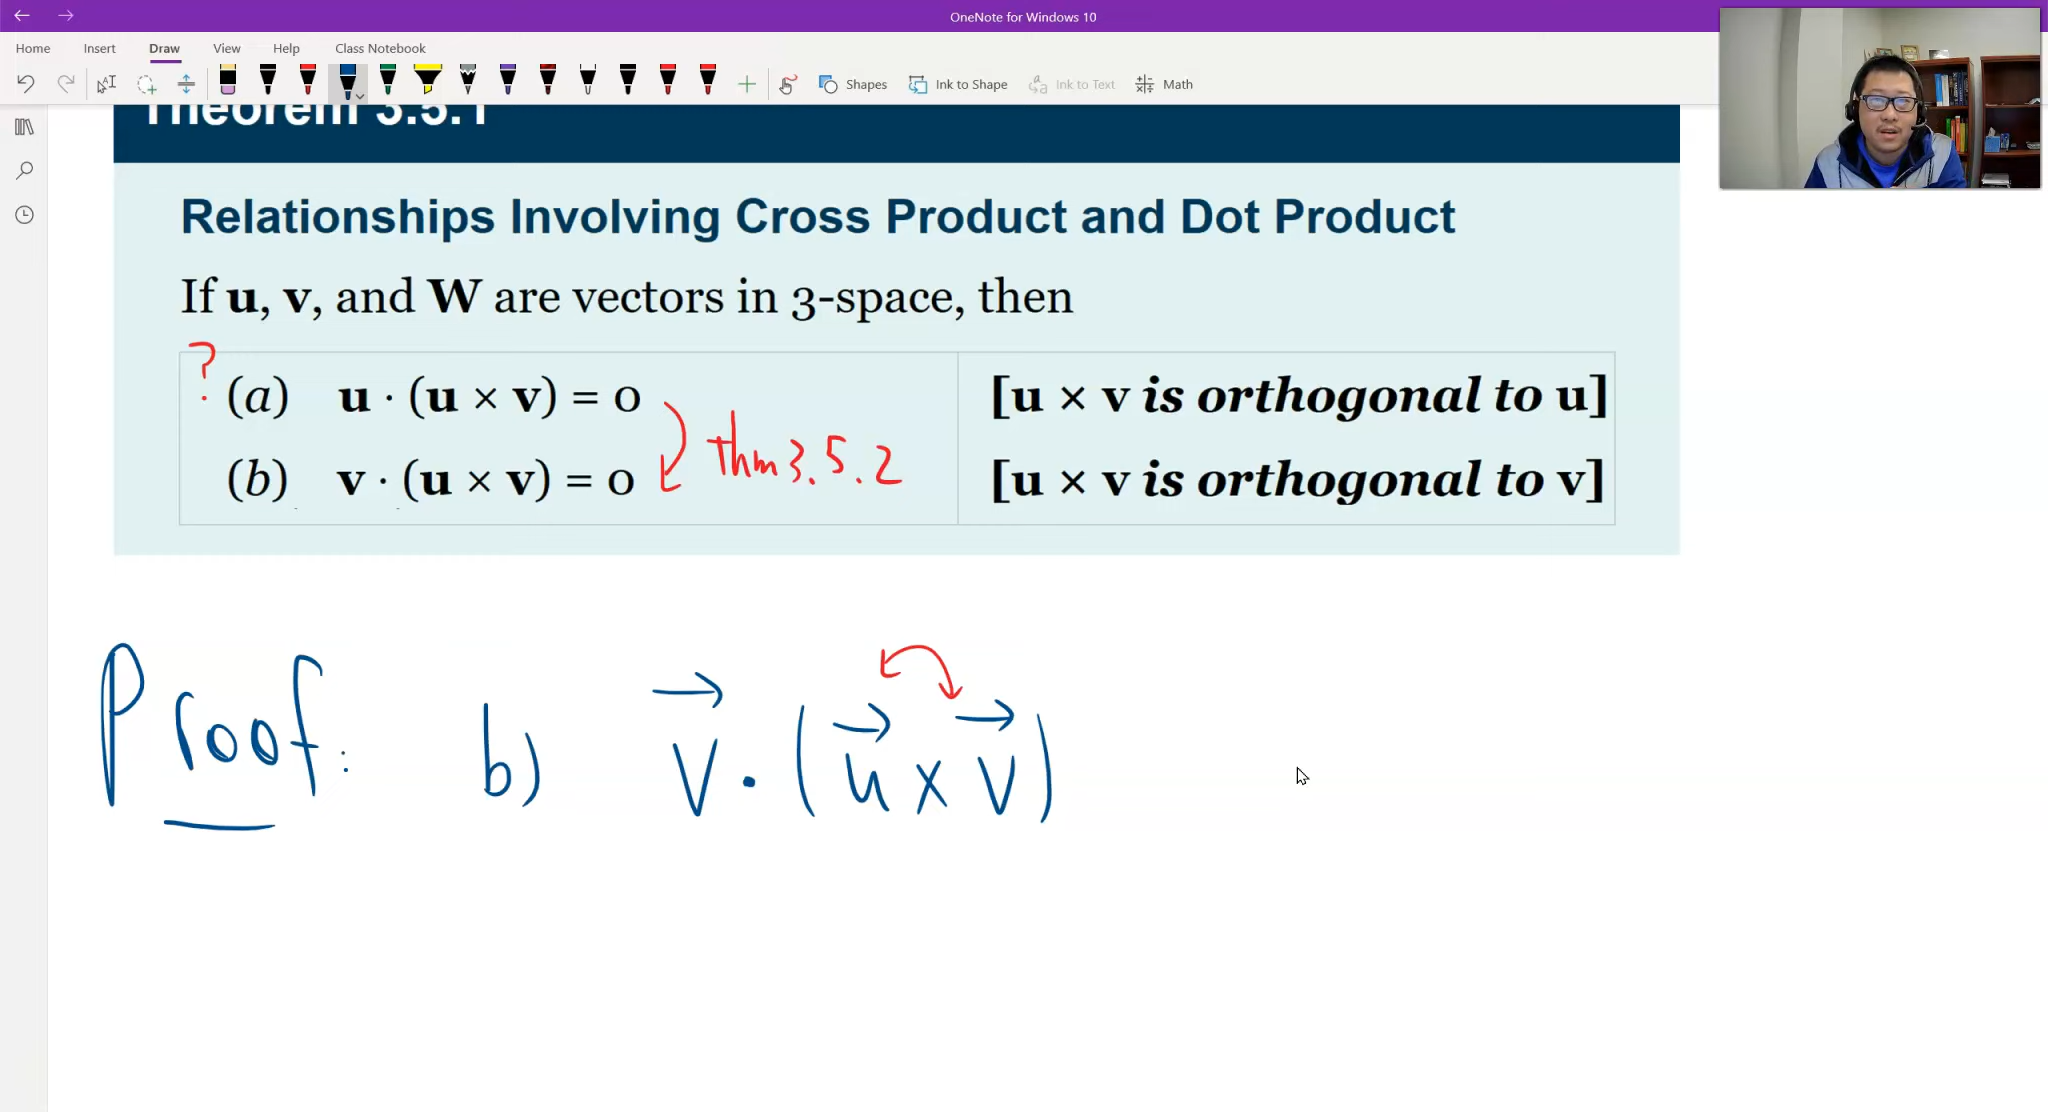 OneNote for Windows 10
Home Insert Draw View Help Class Notebook
Shapes Ink to Shape Ink to Text Math
Theorem 3.5.1
Relationships Involving Cross Product and Dot Product
If u, v, and W are vectors in 3-space, then
? (a) u · (u × v) = 0 [u × v is orthogonal to u]
thm 3.5.2
(b) v · (u × v) = 0 [u × v is orthogonal to v]
Proof: b) v⃗ · (u⃗ × v⃗)